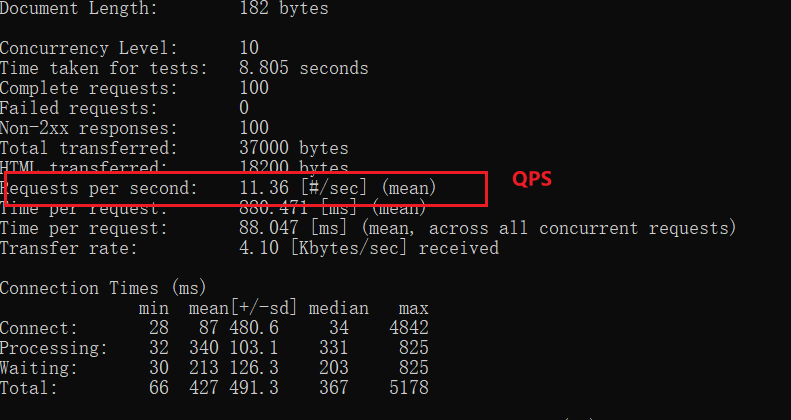 Document Length: 182 bytes
Concurrency Level: 10
Time taken for tests: 8.805 seconds
Complete requests: 100
Failed requests: 0
Non-2xx responses: 100
Total transferred: 37000 bytes
HTML transferred: 18200 bytes
Requests per second: 11.36 [#/sec] (mean)
QPS
Time per request: 880.471 [ms] (mean)
Time per request: 88.047 [ms] (mean, across all concurrent requests)
Transfer rate: 4.10 [Kbytes/sec] received
Connection Times (ms)
min mean[+/-sd] median max
Connect: 28 87 480.6 34 4842
Processing: 32 340 103.1 331 825
Waiting: 30 213 126.3 203 825
Total: 66 427 491.3 367 5178